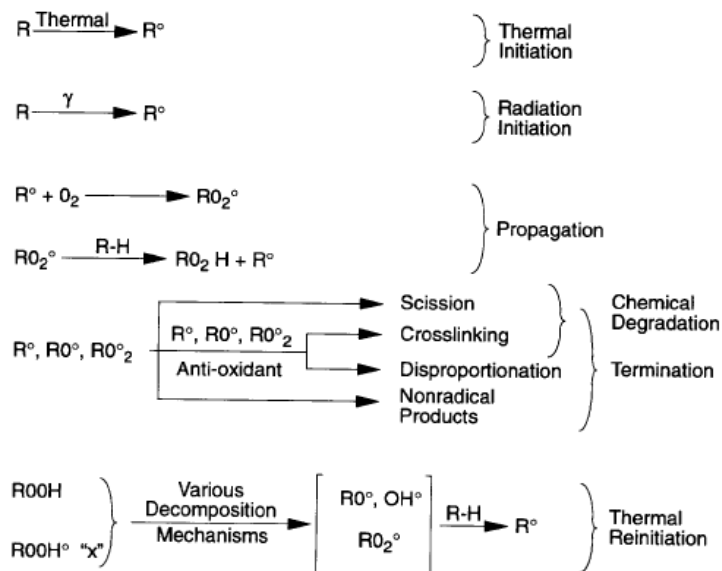 Thermal
R R° Thermal
Initiation
γ
R R° Radiation
Initiation
R° + 0₂ R0₂°
Propagation
R-H
R0₂° R0₂ H + R°
Scission Chemical
Degradation
R°, R0°, R0°₂ Crosslinking
R°, R0°, R0°₂
Anti-oxidant Disproportionation Termination
Nonradical
Products
R00H Various R0°, OH° Thermal
Decomposition R-H R° Reinitiation
R00H° "x" Mechanisms R0₂°